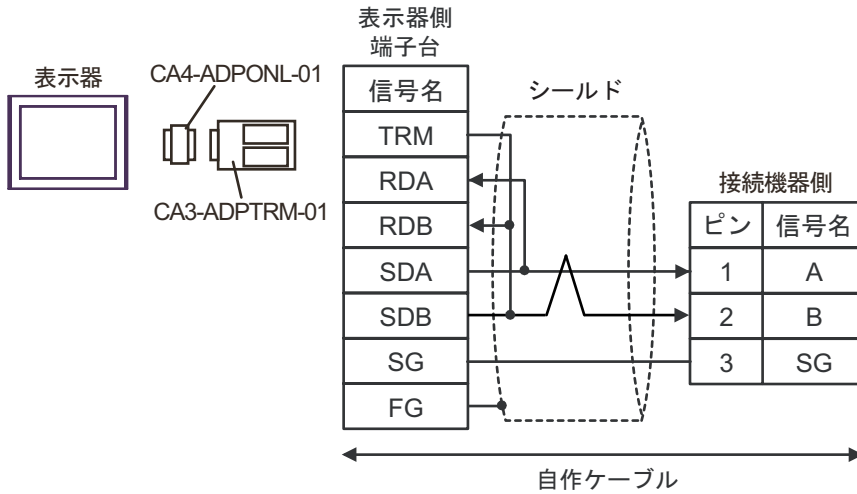 表示器側
端子台
表示器
CA4-ADPONL-01
CA3-ADPTRM-01
信号名
シールド
TRM
RDA
RDB
SDA
SDB
SG
FG
接続機器側
ピン 信号名
1 A
2 B
3 SG
自作ケーブル